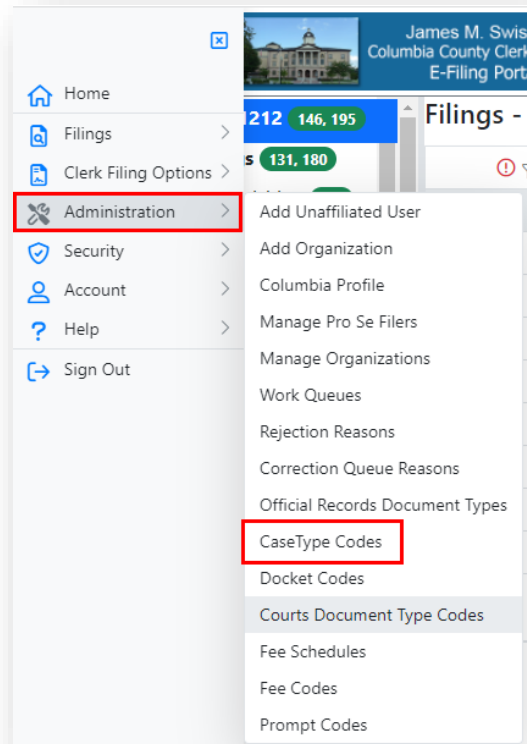 James M. Swis
Columbia County Clerk
E-Filing Port
Home
Filings
Clerk Filing Options
Administration
Security
Account
Help
Sign Out
1212 146, 195
s 131, 180
Filings -
Add Unaffiliated User
Add Organization
Columbia Profile
Manage Pro Se Filers
Manage Organizations
Work Queues
Rejection Reasons
Correction Queue Reasons
Official Records Document Types
CaseType Codes
Docket Codes
Courts Document Type Codes
Fee Schedules
Fee Codes
Prompt Codes